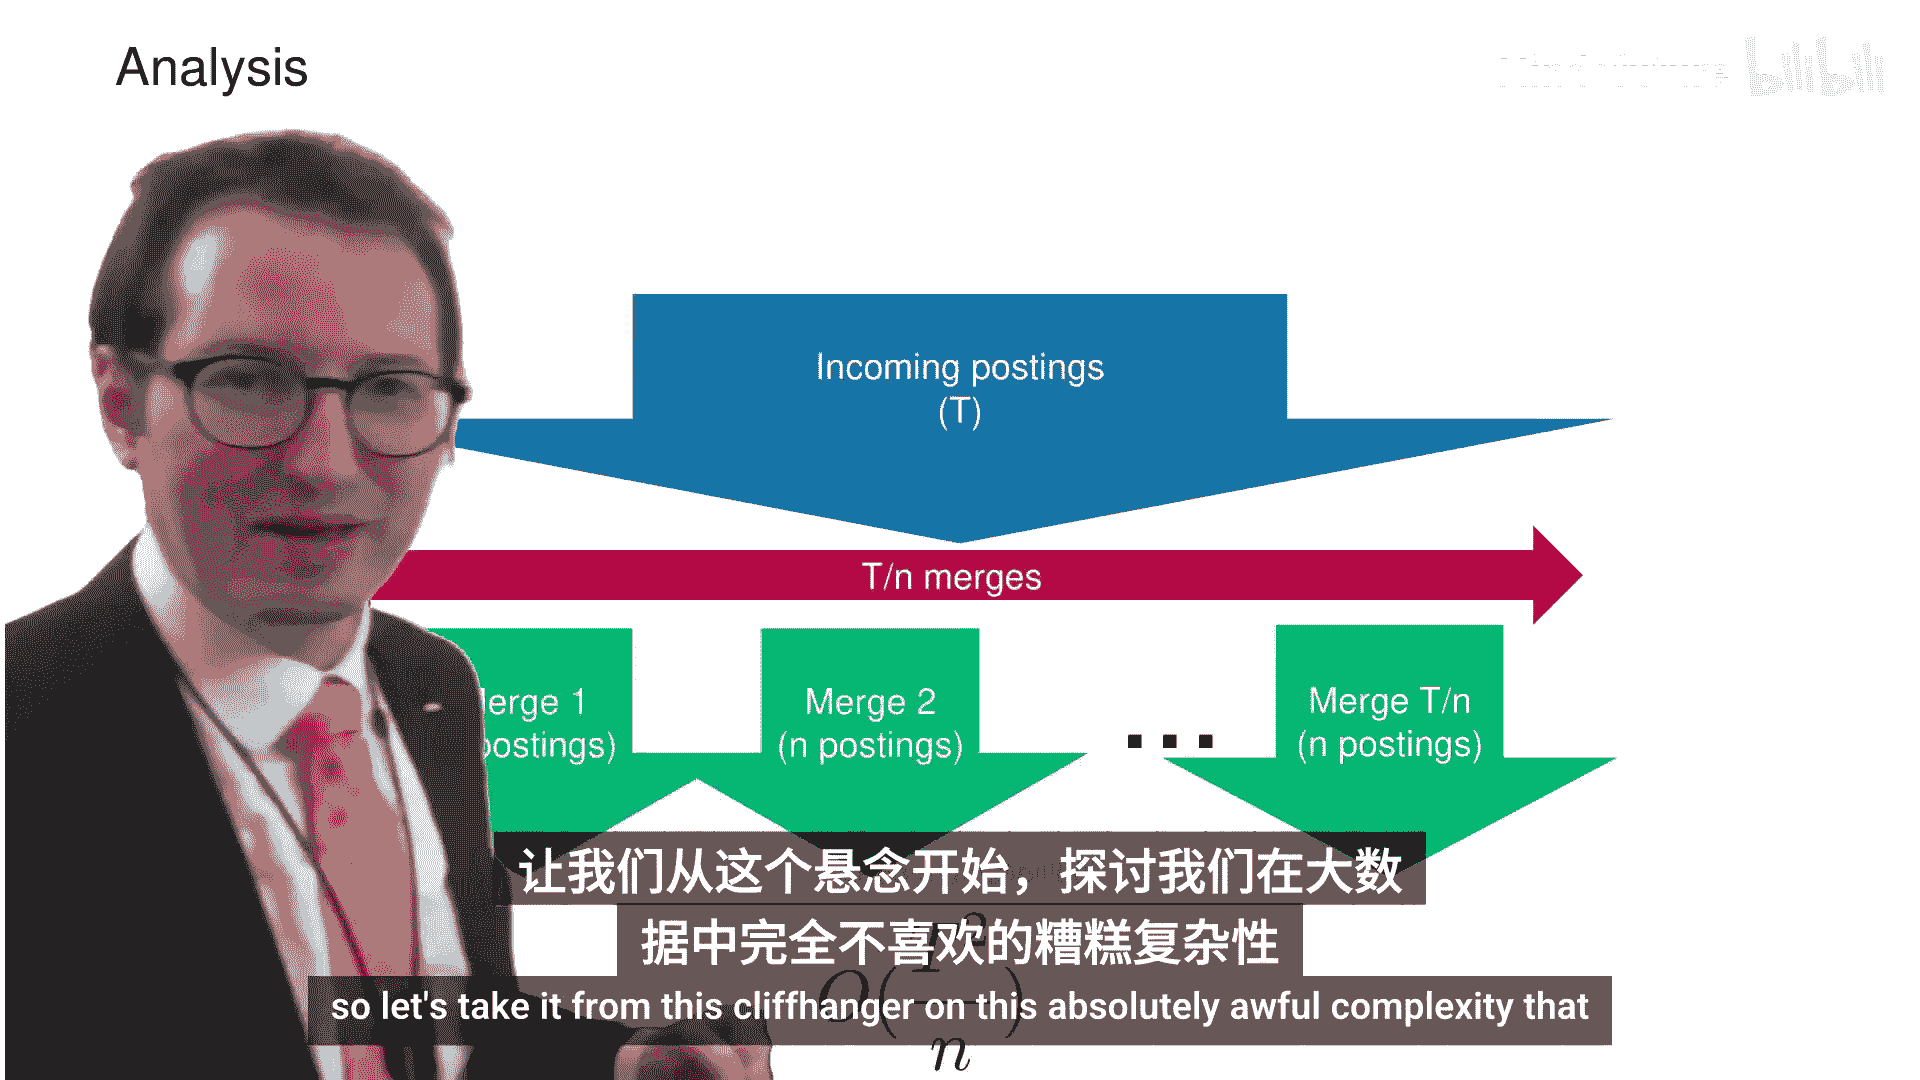 Analysis
bilibili
Incoming postings
(T)
T/n merges
erge 1
postings)
Merge 2
(n postings)
...
Merge T/n
(n postings)
让我们从这个悬念开始，探讨我们在大数
据中完全不喜欢的糟糕复杂性
O(T²/n)
so let's take it from this cliffhanger on this absolutely awful complexity that